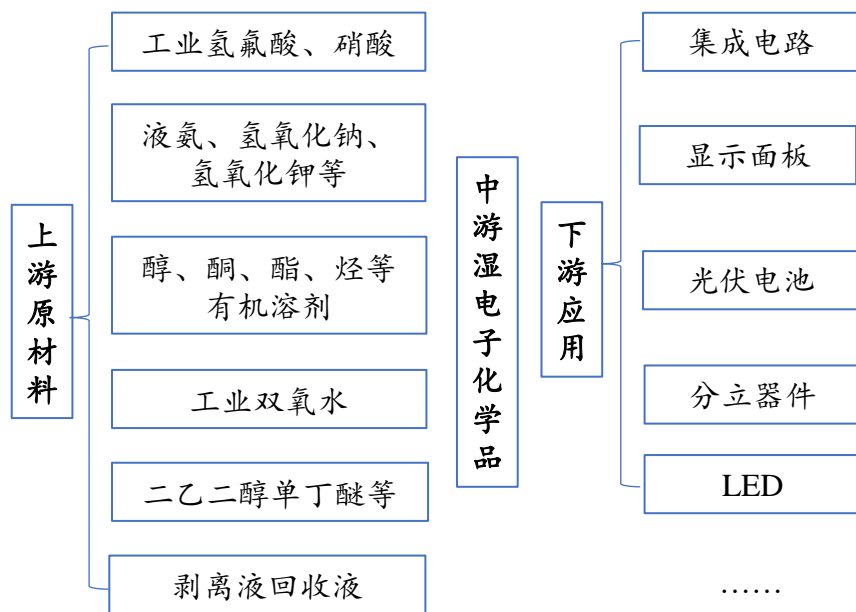 上游原材料
工业氢氟酸、硝酸
液氨、氢氧化钠、
氢氧化钾等
醇、酮、酯、烃等
有机溶剂
工业双氧水
二乙二醇单丁醚等
剥离液回收液
中游湿电子化学品
下游应用
集成电路
显示面板
光伏电池
分立器件
LED
……